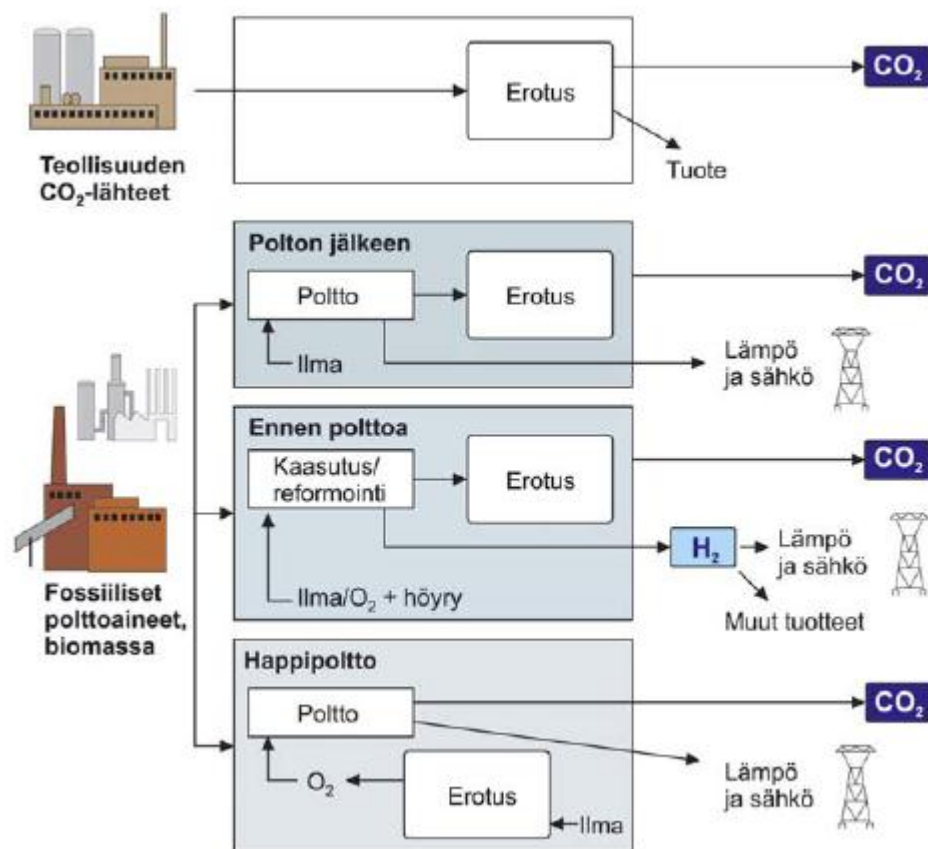 Erotus
CO₂
Tuote
Teollisuuden
CO₂-lähteet
Polton jälkeen
Poltto
Erotus
CO₂
Ilma
Lämpö
ja sähkö
Ennen polttoa
Kaasutus/
reformointi
Erotus
CO₂
H₂
Lämpö
ja sähkö
Ilma/O₂ + höyry
Muut tuotteet
Fossiiliset
polttoaineet,
biomassa
Happipoltto
Poltto
CO₂
O₂
Erotus
Ilma
Lämpö
ja sähkö